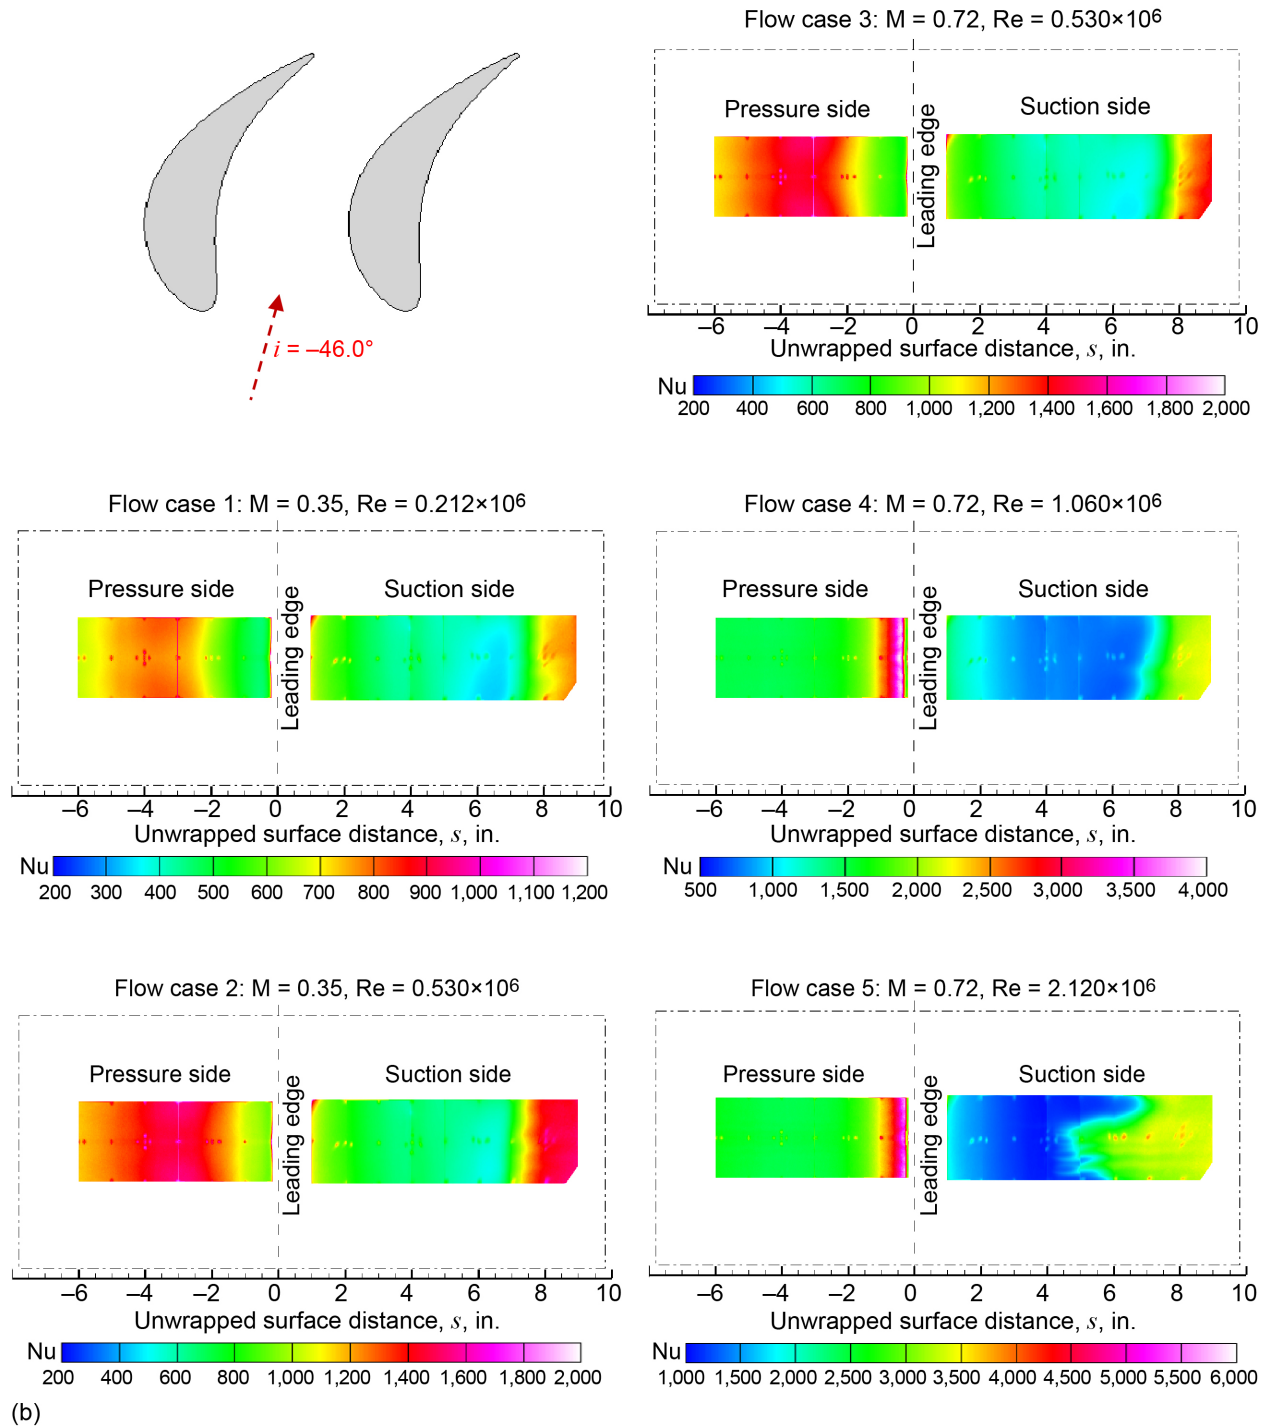 Flow case 3: M = 0.72, Re = 0.530×10⁶
Pressure side
Leading edge
Suction side
i = –46.0°
–6 –4 –2 0 2 4 6 8 10
Unwrapped surface distance, s, in.
Nu
200 400 600 800 1,000 1,200 1,400 1,600 1,800 2,000
Flow case 1: M = 0.35, Re = 0.212×10⁶
Pressure side
Leading edge
Suction side
–6 –4 –2 0 2 4 6 8 10
Unwrapped surface distance, s, in.
Nu
200 300 400 500 600 700 800 900 1,000 1,100 1,200
Flow case 4: M = 0.72, Re = 1.060×10⁶
Pressure side
Leading edge
Suction side
–6 –4 –2 0 2 4 6 8 10
Unwrapped surface distance, s, in.
Nu
500 1,000 1,500 2,000 2,500 3,000 3,500 4,000
Flow case 2: M = 0.35, Re = 0.530×10⁶
Pressure side
Leading edge
Suction side
–6 –4 –2 0 2 4 6 8 10
Unwrapped surface distance, s, in.
Nu
200 400 600 800 1,000 1,200 1,400 1,600 1,800 2,000
Flow case 5: M = 0.72, Re = 2.120×10⁶
Pressure side
Leading edge
Suction side
–6 –4 –2 0 2 4 6 8 10
Unwrapped surface distance, s, in.
Nu
1,000 1,500 2,000 2,500 3,000 3,500 4,000 4,500 5,000 5,500 6,000
(b)